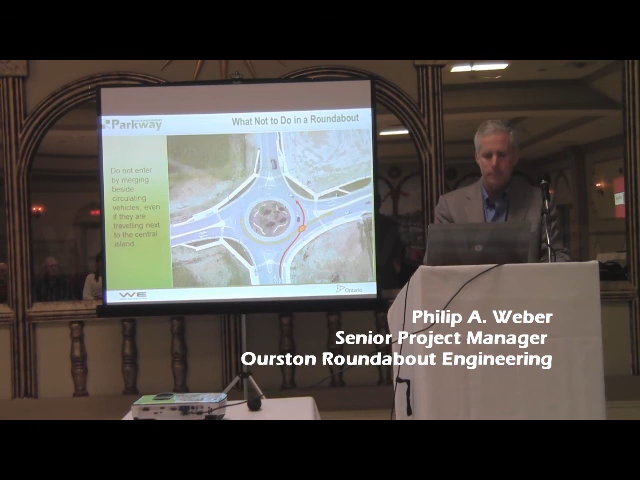 Parkway
What Not to Do in a Roundabout
Do not enter
by merging
beside
circulating
vehicles, even
if they are
travelling next
to the central
island.
WE
Ontario
Philip A. Weber
Senior Project Manager
Ourston Roundabout Engineering